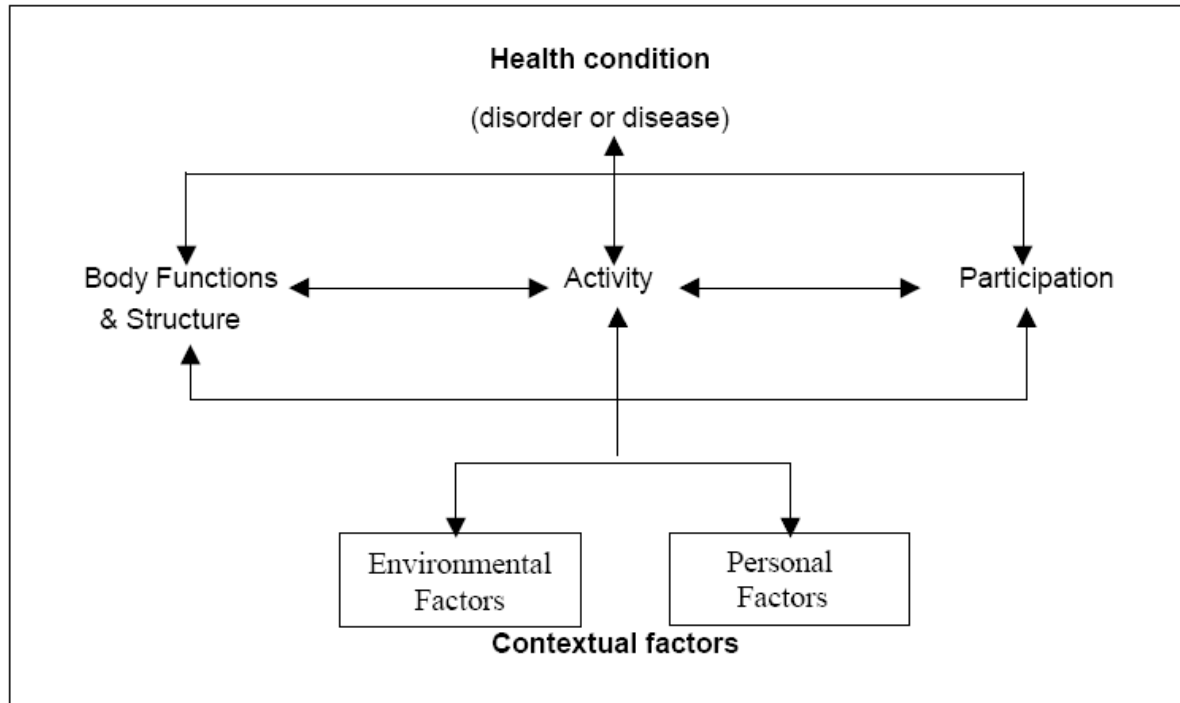 Health condition
(disorder or disease)
Body Functions
& Structure
Activity
Participation
Environmental
Factors
Personal
Factors
Contextual factors